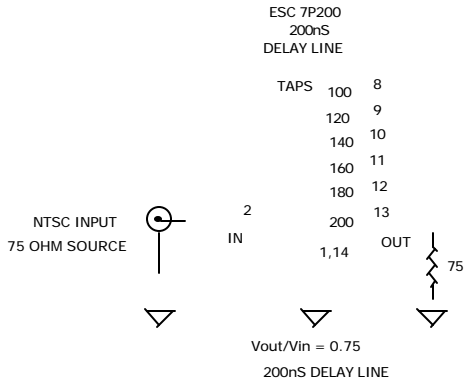 ESC 7P200
200nS
DELAY LINE
TAPS 100 8
120 9
140 10
160 11
180 12
2 200 13
NTSC INPUT
75 OHM SOURCE
IN 1,14 OUT
75
Vout/Vin = 0.75
200nS DELAY LINE